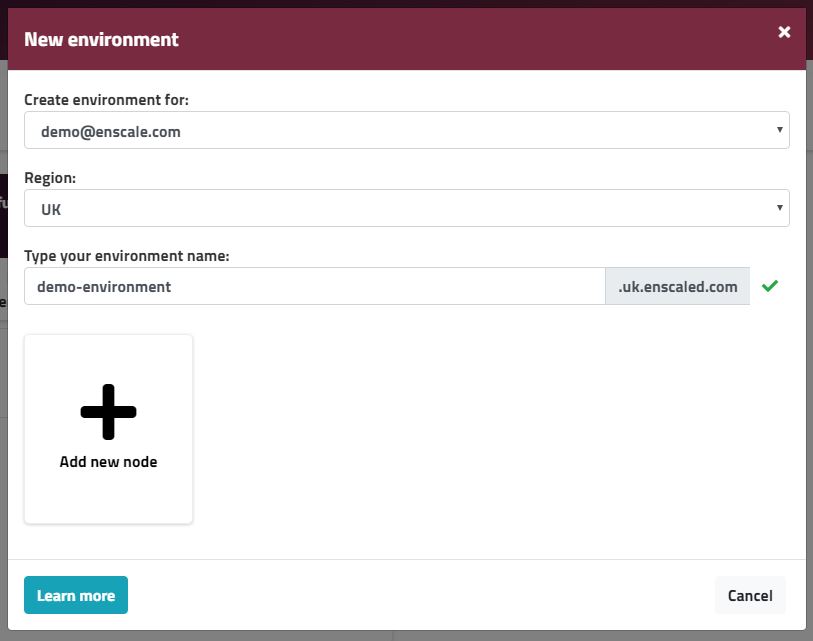 New environment
Create environment for:
demo@enscale.com
Region:
UK
Type your environment name:
demo-environment .uk.enscaled.com
Add new node
Learn more Cancel